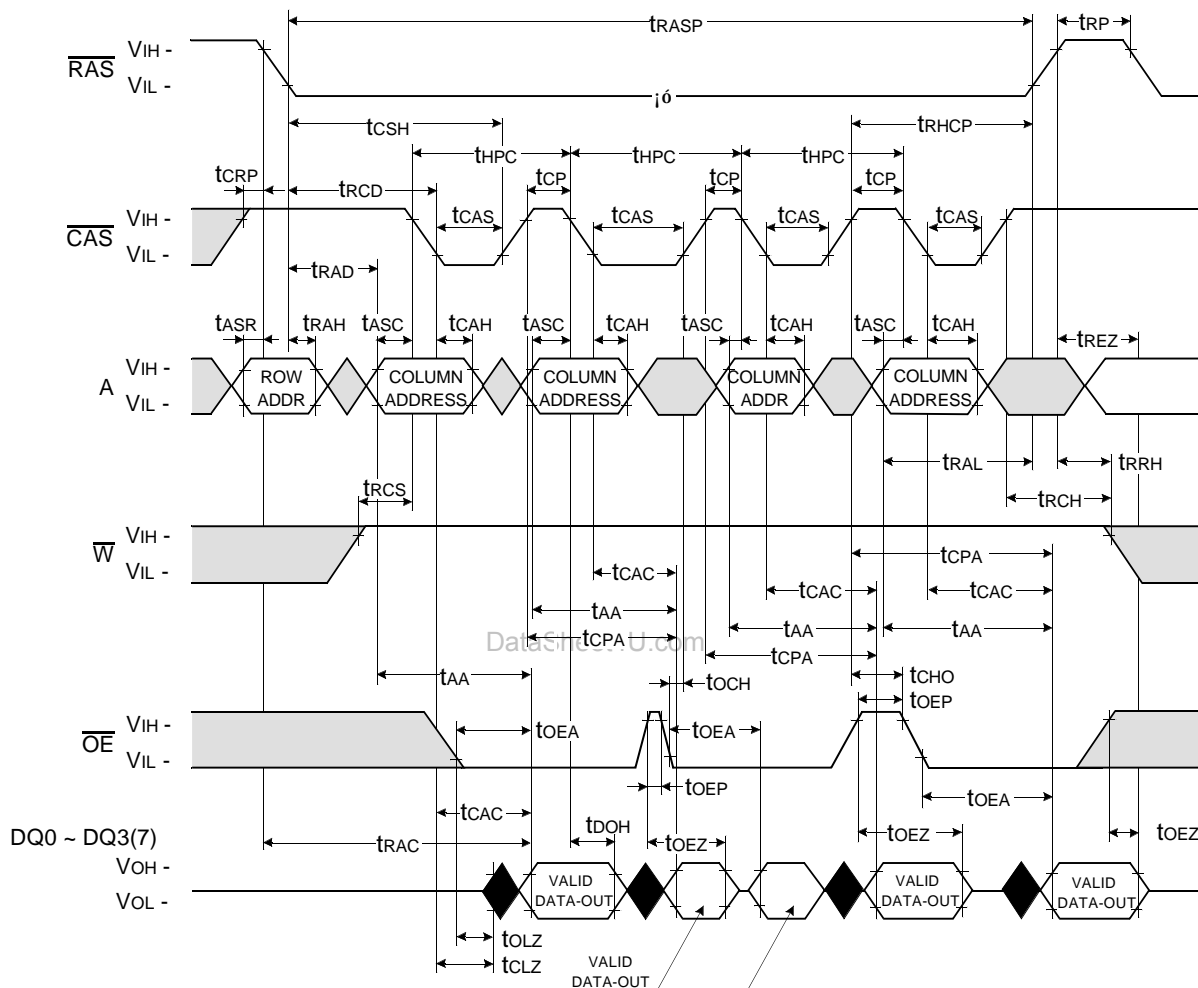 tRASP
tRP
RAS
VIH -
VIL -
¡ó
tCSH
tRHCP
tHPC
tHPC
tHPC
tCRP
tRCD
tCP
tCP
tCP
CAS
VIH -
VIL -
tCAS
tCAS
tCAS
tCAS
tRAD
tASR
tRAH
tASC
tCAH
tASC
tCAH
tASC
tCAH
tASC
tCAH
tREZ
A
VIH -
VIL -
ROW
ADDR
COLUMN
ADDRESS
COLUMN
ADDRESS
COLUMN
ADDR
COLUMN
ADDRESS
tRAL
tRRH
tRCS
tRCH
W
VIH -
VIL -
tCPA
tCAC
tCAC
tCAC
tAA
tAA
tAA
tCPA
tCPA
tAA
tOCH
tCHO
tOEP
OE
VIH -
VIL -
tOEA
tOEA
tOEP
tOEA
tCAC
tDOH
tOEZ
tOEZ
tOEZ
DQ0 ~ DQ3(7)
tRAC
VOH -
VOL -
VALID
DATA-OUT
VALID
DATA-OUT
VALID
DATA-OUT
tOLZ
tCLZ
VALID
DATA-OUT